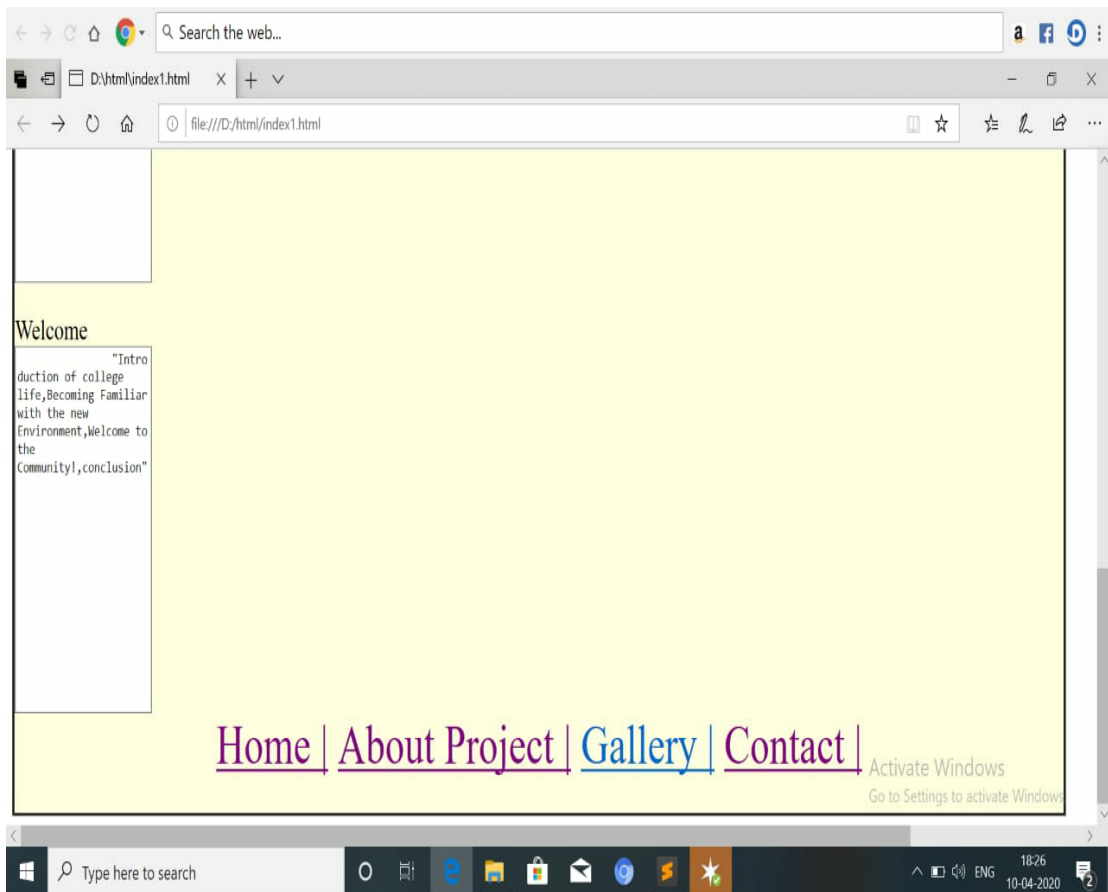 Search the web...
a f
D:\html\index1.html
file:///D:/html/index1.html
Welcome
"Intro
duction of college
life,Becoming Familiar
with the new
Environment,Welcome to
the
Community!,conclusion"
Home | About Project | Gallery | Contact |
Activate Windows
Go to Settings to activate Windows
Type here to search
ENG
18:26
10-04-2020
2